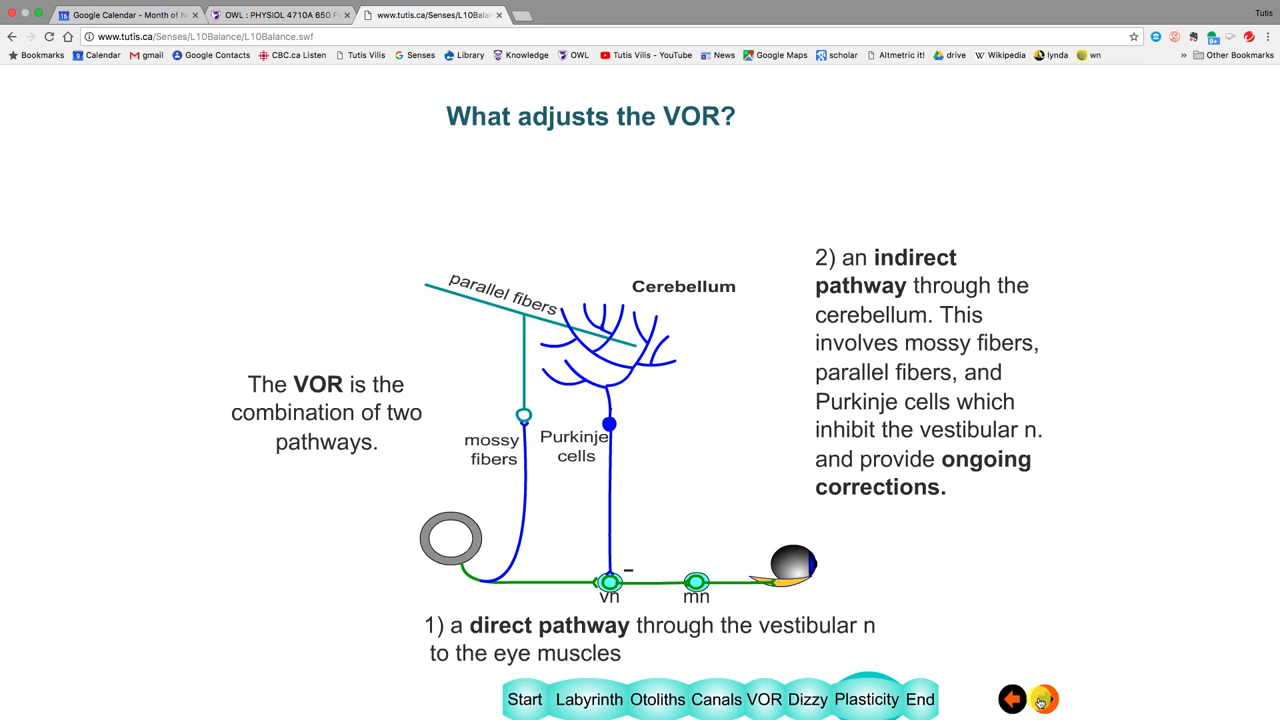 Google Calendar - Month of N
OWL : PHYSIOL 4710A 650 F
www.tutis.ca/Senses/L10Bala
Tutis
www.tutis.ca/Senses/L10Balance/L10Balance.swf
Bookmarks Calendar gmail Google Contacts CBC.ca Listen Tutis Vilis Senses Library Knowledge OWL Tutis Vilis - YouTube News Google Maps scholar Altmetric it! drive Wikipedia lynda wn » Other Bookmarks
What adjusts the VOR?
parallel fibers
Cerebellum
The VOR is the
combination of two
pathways.
mossy
fibers
Purkinje
cells
2) an indirect
pathway through the
cerebellum. This
involves mossy fibers,
parallel fibers, and
Purkinje cells which
inhibit the vestibular n.
and provide ongoing
corrections.
–
vn
mn
1) a direct pathway through the vestibular n
to the eye muscles
Start Labyrinth Otoliths Canals VOR Dizzy Plasticity End